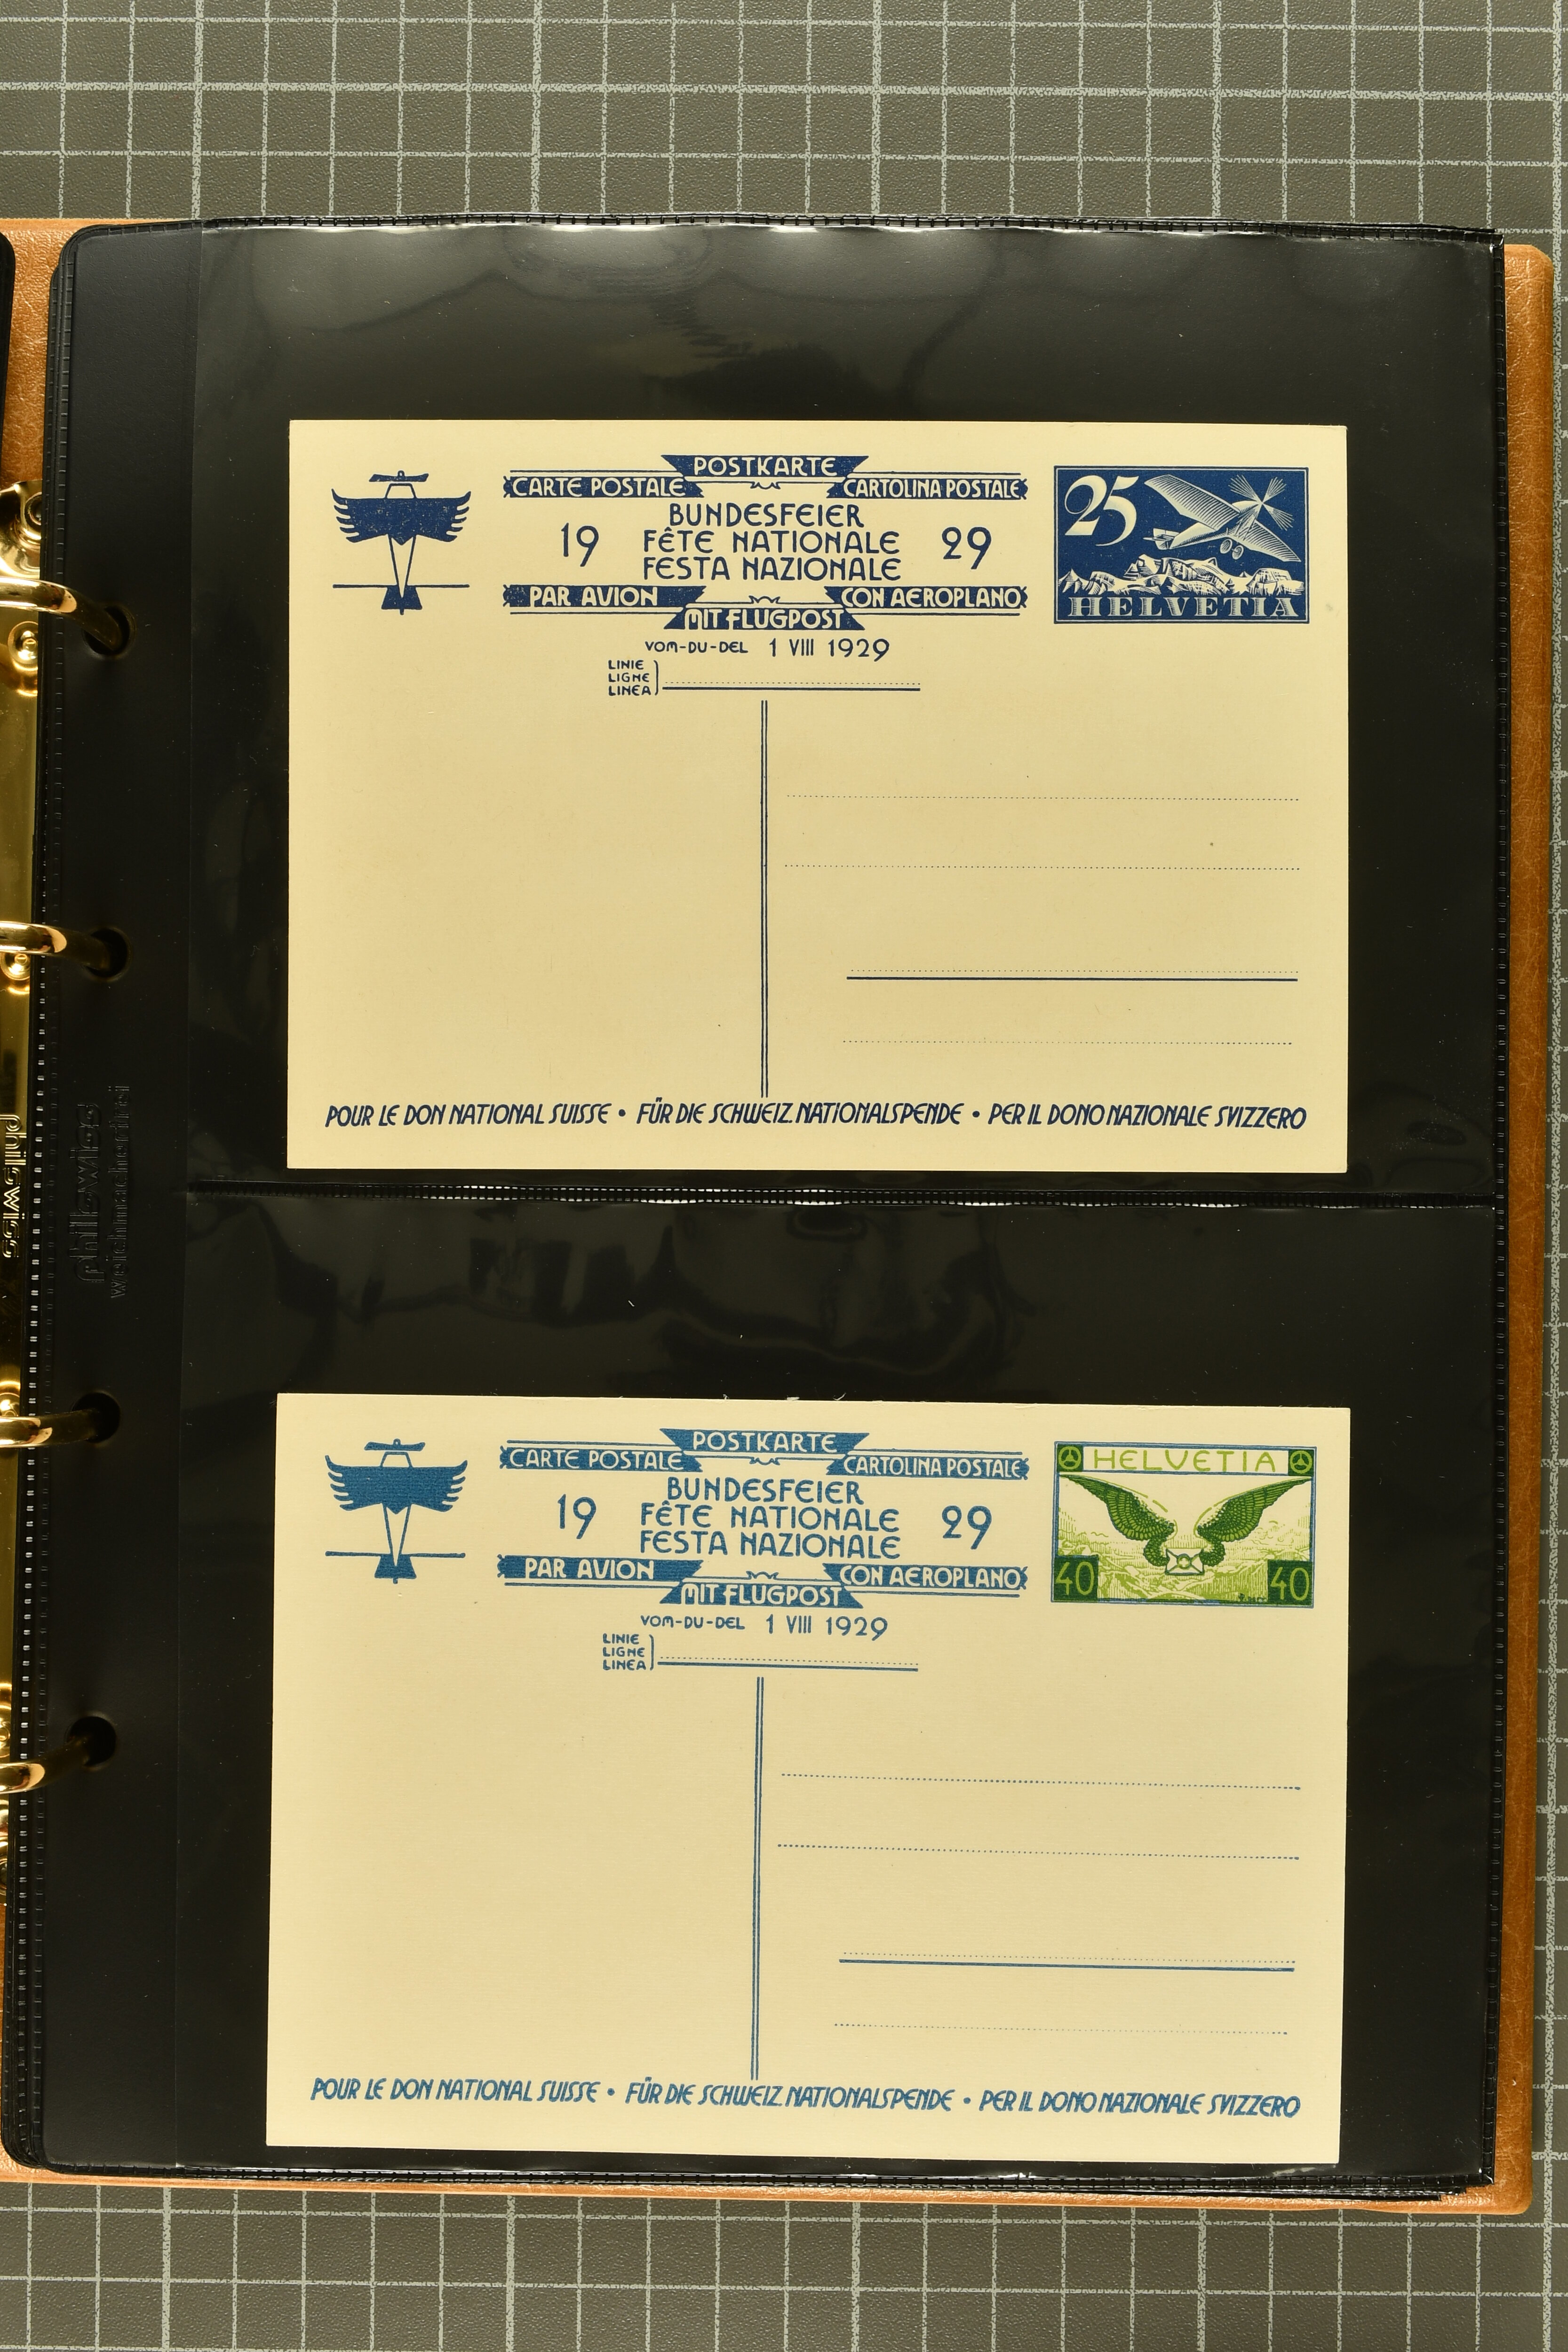 POSTKARTE
CARTE POSTALE CARTOLINA POSTALE
BUNDESFEIER
19 FÊTE NATIONALE 29
FESTA NAZIONALE
PAR AVION CON AEROPLANO
MIT FLUGPOST
VOM-DU-DEL 1 VIII 1929
LINIE
LIGNE
LINEA
25
HELVETIA
POUR LE DON NATIONAL SUISSE • FÜR DIE SCHWEIZ. NATIONALSPENDE • PER IL DONO NAZIONALE SVIZZERO
philswiss
philswiss
weichmacherfrei
POSTKARTE
CARTE POSTALE CARTOLINA POSTALE
BUNDESFEIER
19 FÊTE NATIONALE 29
FESTA NAZIONALE
PAR AVION CON AEROPLANO
MIT FLUGPOST
VOM-DU-DEL 1 VIII 1929
LINIE
LIGNE
LINEA
HELVETIA
40 40
POUR LE DON NATIONAL SUISSE • FÜR DIE SCHWEIZ. NATIONALSPENDE • PER IL DONO NAZIONALE SVIZZERO